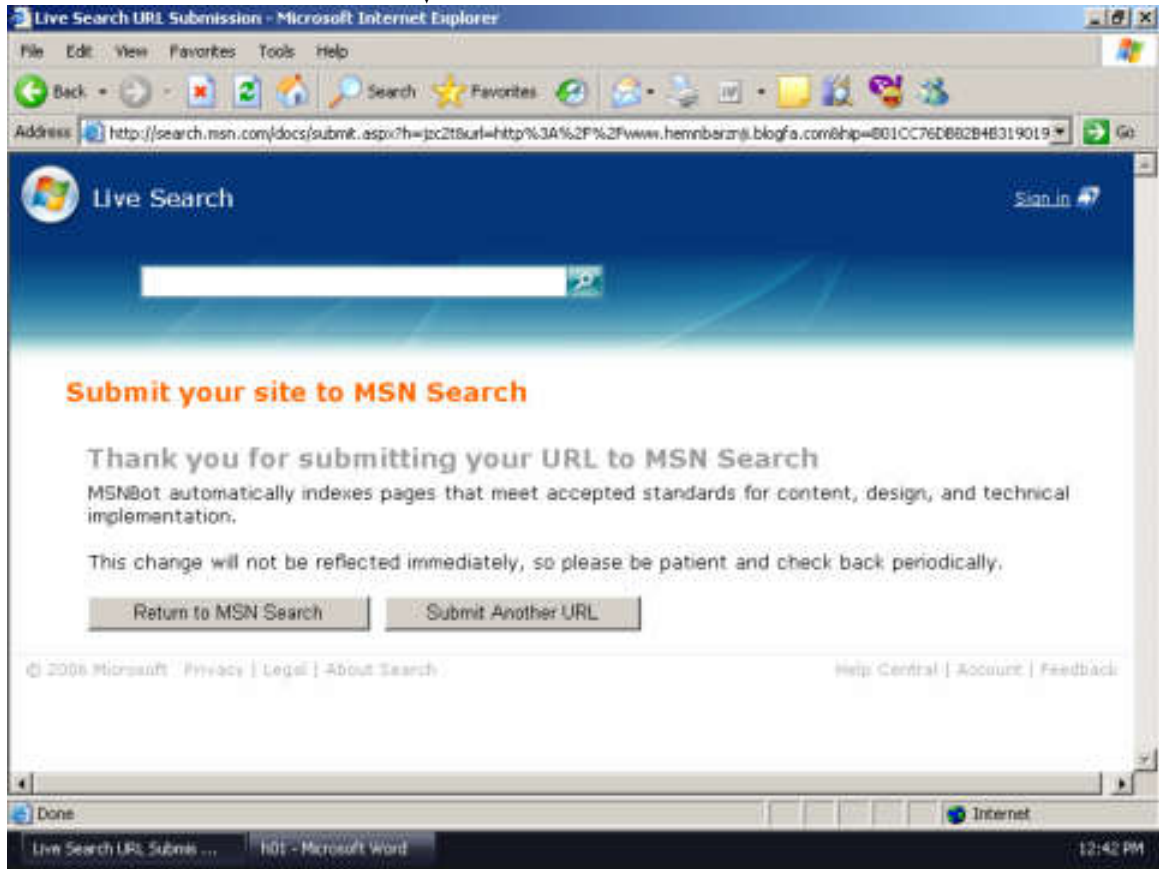 Live Search URL Submission - Microsoft Internet Explorer
File Edit View Favorites Tools Help
Back Search Favorites
Address http://search.msn.com/docs/submit.aspx? Go
Live Search
Sign in
Submit your site to MSN Search
Thank you for submitting your URL to MSN Search
MSNBot automatically indexes pages that meet accepted standards for content, design, and technical
implementation.
This change will not be reflected immediately, so please be patient and check back periodically.
Return to MSN Search Submit Another URL
© 2006 Microsoft Privacy | Legal | About Search Help Central | Account | Feedback
Done Internet
Live Search URL Submis ... h01 - Microsoft Word 12:42 PM